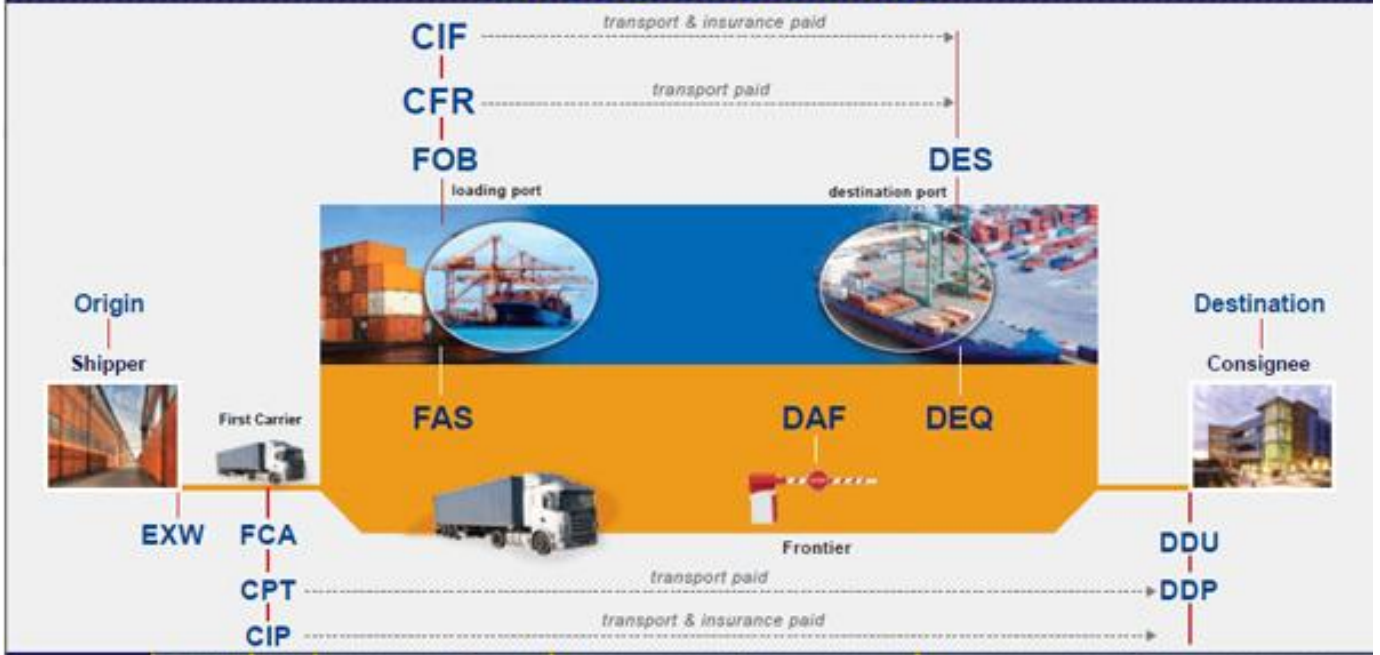 transport & insurance paid
CIF
transport paid
CFR
FOB
DES
loading port
destination port
Origin
Destination
Shipper
Consignee
First Carrier
FAS
DAF
DEQ
EXW
FCA
Frontier
DDU
transport paid
CPT
DDP
transport & insurance paid
CIP